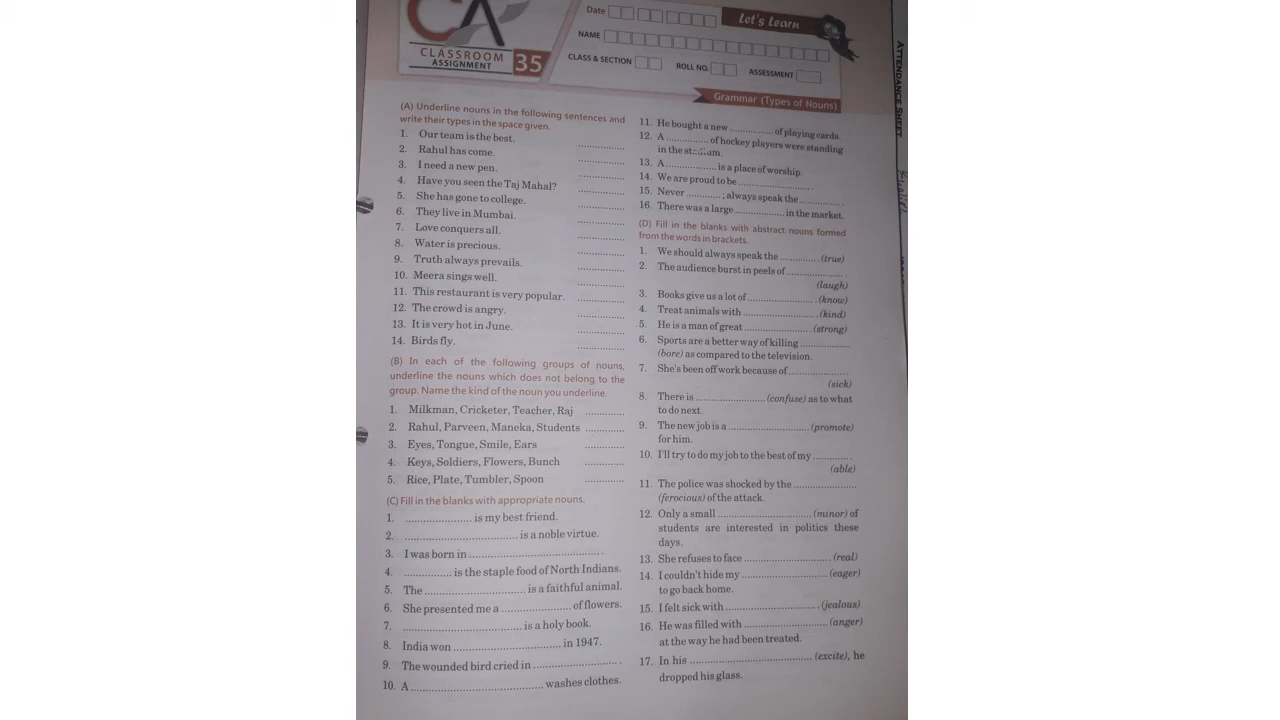 CA
CLASSROOM
ASSIGNMENT 35
Date
Let's Learn
NAME
CLASS & SECTION
ROLL NO.
ASSESSMENT
Grammar (Types of Nouns)
ATTENDANCE SHEET
(A) Underline nouns in the following sentences and
write their types in the space given.
1. Our team is the best. ...............
2. Rahul has come. ...............
3. I need a new pen. ...............
4. Have you seen the Taj Mahal? ...............
5. She has gone to college. ...............
6. They live in Mumbai. ...............
7. Love conquers all. ...............
8. Water is precious. ...............
9. Truth always prevails. ...............
10. Meera sings well. ...............
11. This restaurant is very popular. ...............
12. The crowd is angry. ...............
13. It is very hot in June. ...............
14. Birds fly. ...............
(B) In each of the following groups of nouns,
underline the nouns which does not belong to the
group. Name the kind of the noun you underline.
1. Milkman, Cricketer, Teacher, Raj .............
2. Rahul, Parveen, Maneka, Students .............
3. Eyes, Tongue, Smile, Ears .............
4. Keys, Soldiers, Flowers, Bunch .............
5. Rice, Plate, Tumbler, Spoon .............
(C) Fill in the blanks with appropriate nouns.
1. ...................... is my best friend.
2. ..................................... is a noble virtue.
3. I was born in ........................................... .
4. ................ is the staple food of North Indians.
5. The ................................. is a faithful animal.
6. She presented me a ....................... of flowers.
7. ....................................... is a holy book.
8. India won ................................... in 1947.
9. The wounded bird cried in ........................... .
10. A ........................................... washes clothes.
11. He bought a new ............... of playing cards.
12. A .............. of hockey players were standing
in the stadium.
13. A ................. is a place of worship.
14. We are proud to be ........................ .
15. Never ............ ; always speak the .............. .
16. There was a large ................ in the market.
(D) Fill in the blanks with abstract nouns formed
from the words in brackets.
1. We should always speak the ............. . (true)
2. The audience burst in peels of .................... .
(laugh)
3. Books give us a lot of ....................... . (know)
4. Treat animals with ......................... . (kind)
5. He is a man of great ....................... . (strong)
6. Sports are a better way of killing .................
(bore) as compared to the television.
7. She's been off work because of ................... .
(sick)
8. There is ....................... (confuse) as to what
to do next.
9. The new job is a ........................... (promote)
for him.
10. I'll try to do my job to the best of my ............ .
(able)
11. The police was shocked by the .....................
(ferocious) of the attack.
12. Only a small ............................... (minor) of
students are interested in politics these
days.
13. She refuses to face ............................. . (real)
14. I couldn't hide my ............................. (eager)
to go back home.
15. I felt sick with ............................... . (jealous)
16. He was filled with ............................ (anger)
at the way he had been treated.
17. In his ......................................... (excite), he
dropped his glass.